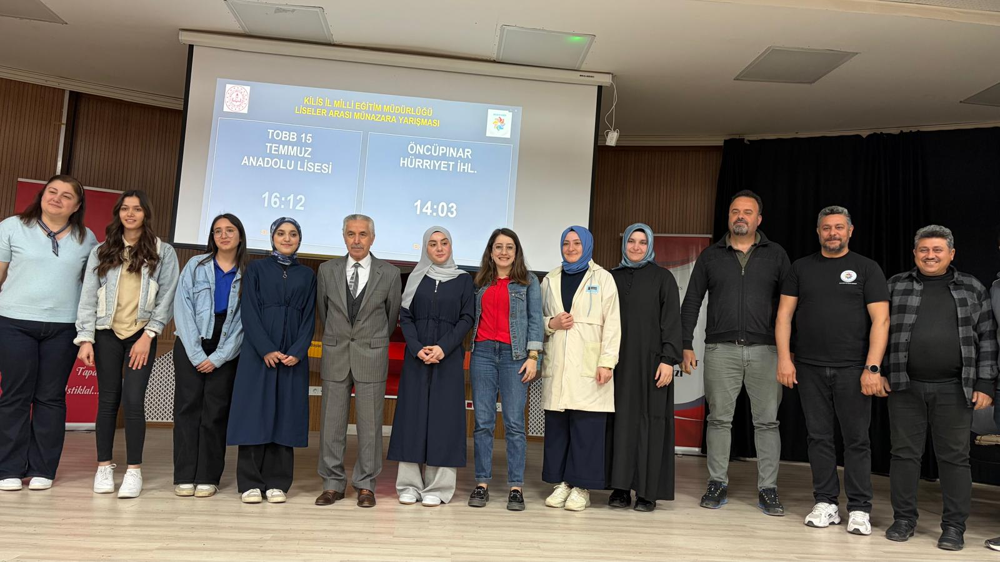 KİLİS İL MİLLİ EĞİTİM MÜDÜRLÜĞÜ
LİSELER ARASI MÜNAZARA YARIŞMASI
TOBB 15
TEMMUZ
ANADOLU LİSESİ
16:12
ÖNCÜPINAR
HÜRRIYET İHL.
14:03
İstiklal...